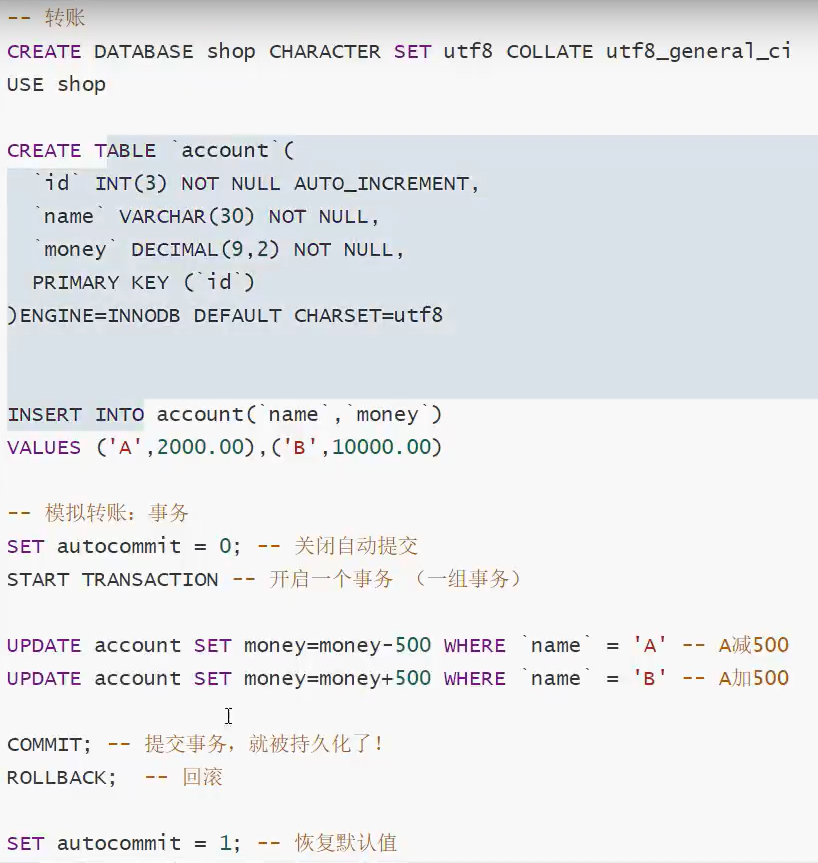 -- 转账
CREATE DATABASE shop CHARACTER SET utf8 COLLATE utf8_general_ci
USE shop
CREATE TABLE `account`(
`id` INT(3) NOT NULL AUTO_INCREMENT,
`name` VARCHAR(30) NOT NULL,
`money` DECIMAL(9,2) NOT NULL,
PRIMARY KEY (`id`)
)ENGINE=INNODB DEFAULT CHARSET=utf8
INSERT INTO account(`name`,`money`)
VALUES ('A',2000.00),('B',10000.00)
-- 模拟转账：事务
SET autocommit = 0; -- 关闭自动提交
START TRANSACTION -- 开启一个事务 （一组事务）
UPDATE account SET money=money-500 WHERE `name` = 'A' -- A减500
UPDATE account SET money=money+500 WHERE `name` = 'B' -- A加500
COMMIT; -- 提交事务，就被持久化了！
ROLLBACK; -- 回滚
SET autocommit = 1; -- 恢复默认值